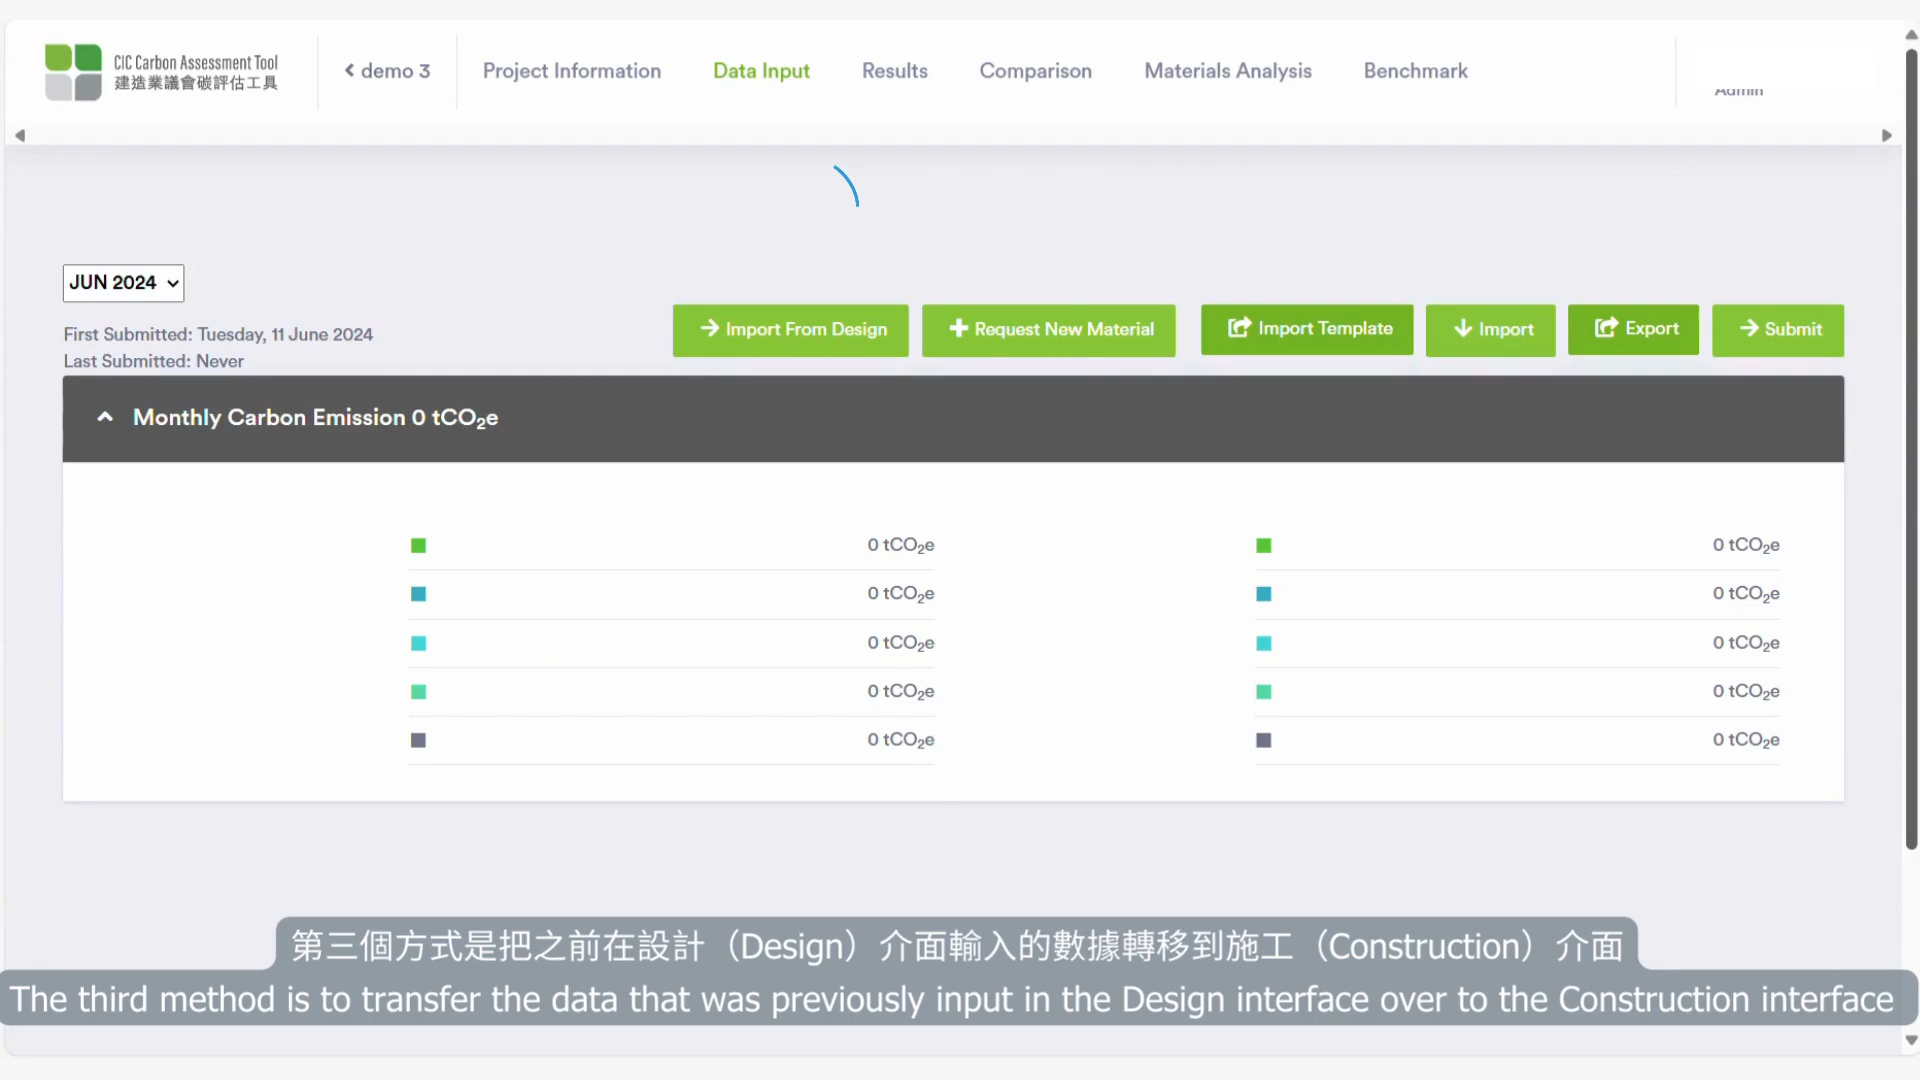 CIC Carbon Assessment Tool
建造業議會碳評估工具
demo 3
Project Information
Data Input
Results
Comparison
Materials Analysis
Benchmark
Admin
JUN 2024
First Submitted: Tuesday, 11 June 2024
Last Submitted: Never
Import From Design
Request New Material
Import Template
Import
Export
Submit
Monthly Carbon Emission 0 tCO₂e
0 tCO₂e
0 tCO₂e
0 tCO₂e
0 tCO₂e
0 tCO₂e
0 tCO₂e
0 tCO₂e
0 tCO₂e
0 tCO₂e
0 tCO₂e
第三個方式是把之前在設計（Design）介面輸入的數據轉移到施工（Construction）介面
The third method is to transfer the data that was previously input in the Design interface over to the Construction interface